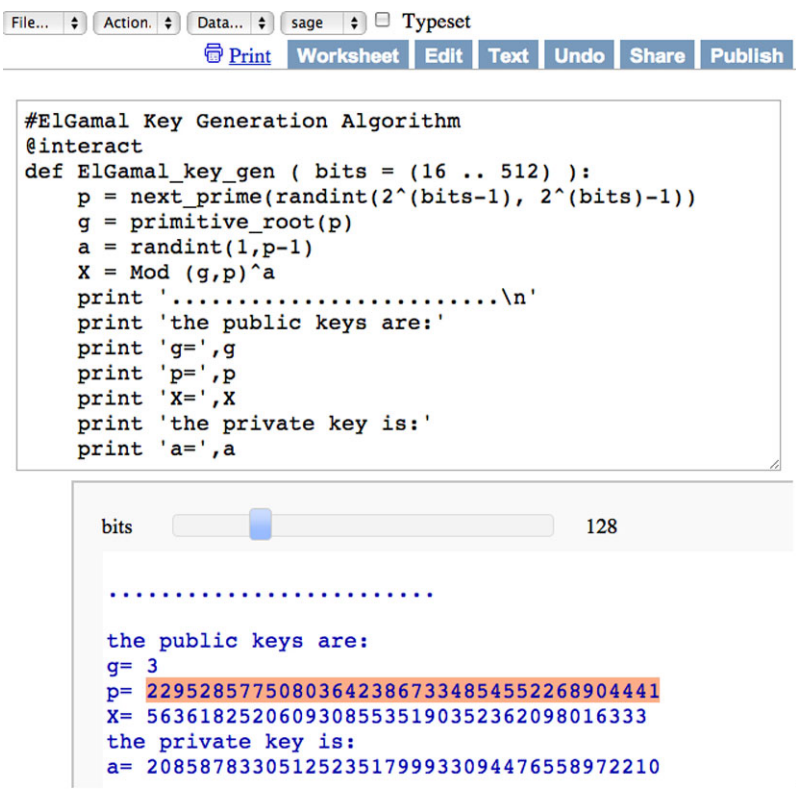 File... Action. Data... sage Typeset
Print Worksheet Edit Text Undo Share Publish
#ElGamal Key Generation Algorithm
@interact
def ElGamal_key_gen ( bits = (16 .. 512) ):
p = next_prime(randint(2^(bits-1), 2^(bits)-1))
g = primitive_root(p)
a = randint(1,p-1)
X = Mod (g,p)^a
print '.........................\n'
print 'the public keys are:'
print 'g=',g
print 'p=',p
print 'X=',X
print 'the private key is:'
print 'a=',a
bits 128
.........................
the public keys are:
g= 3
p= 229528577508036423867334854552268904441
X= 56361825206093085535190352362098016333
the private key is:
a= 208587833051252351799933094476558972210